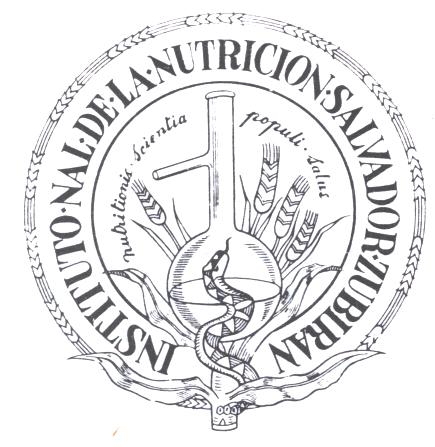 INSTITUTO·NAL·DE·LA·NUTRICION·SALVADOR·ZUBIRAN
nutritionis scientia populi salus